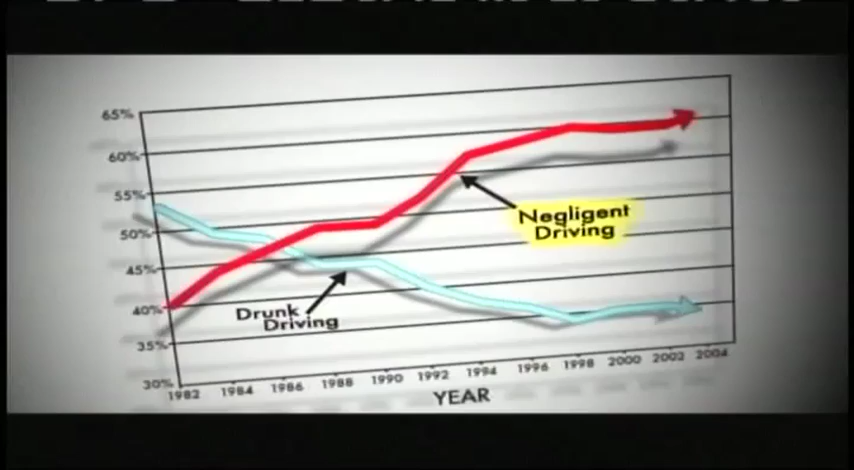 65%
60%
55%
50%
45%
40%
35%
30%
Negligent
Driving
Drunk
Driving
1982 1984 1986 1988 1990 1992 1994 1996 1998 2000 2002 2004
YEAR